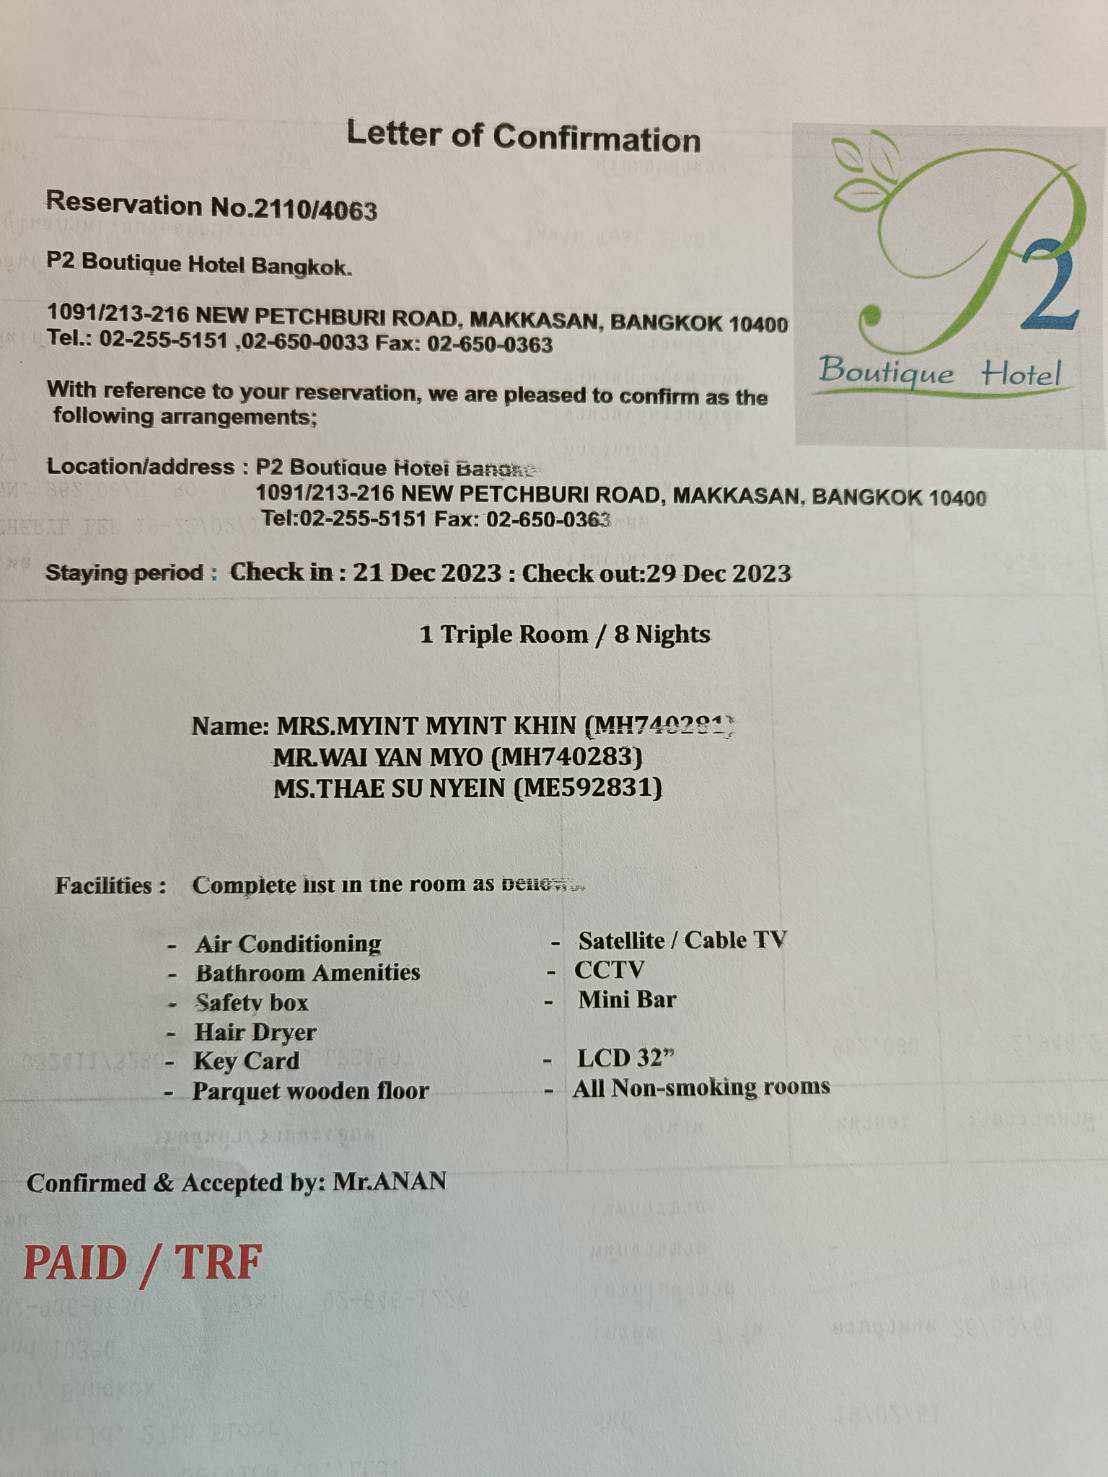 Letter of Confirmation
Reservation No.2110/4063
P2 Boutique Hotel Bangkok.
1091/213-216 NEW PETCHBURI ROAD, MAKKASAN, BANGKOK 10400
Tel.: 02-255-5151 ,02-650-0033 Fax: 02-650-0363
P2
Boutique Hotel
With reference to your reservation, we are pleased to confirm as the
following arrangements;
Location/address : P2 Boutique Hotel
1091/213-216 NEW PETCHBURI ROAD, MAKKASAN, BANGKOK 10400
Tel:02-255-5151 Fax: 02-650-0363
Staying period : Check in : 21 Dec 2023 : Check out:29 Dec 2023
1 Triple Room / 8 Nights
Name: MRS.MYINT MYINT KHIN (MH740281)
MR.WAI YAN MYO (MH740283)
MS.THAE SU NYEIN (ME592831)
Facilities : Complete list in the room as
- Air Conditioning
- Bathroom Amenities
- Safety box
- Hair Dryer
- Key Card
- Parquet wooden floor
- Satellite / Cable TV
- CCTV
- Mini Bar
- LCD 32”
- All Non-smoking rooms
Confirmed & Accepted by: Mr.ANAN
PAID / TRF